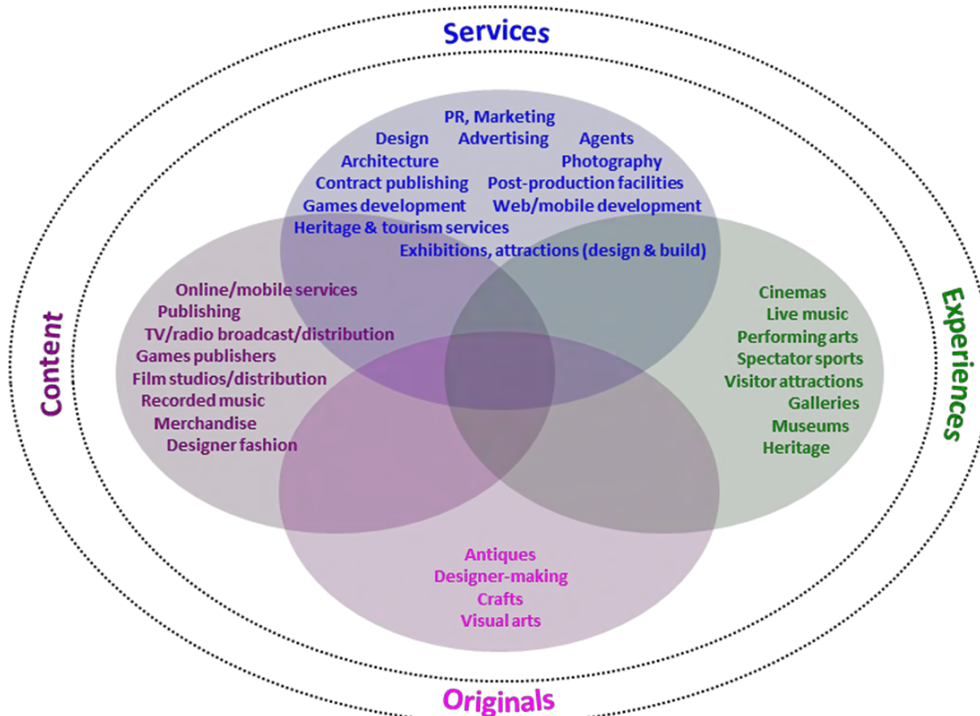 Services
PR, Marketing
Design Advertising Agents
Architecture Photography
Contract publishing Post-production facilities
Games development Web/mobile development
Heritage & tourism services
Exhibitions, attractions (design & build)
Content
Online/mobile services
Publishing
TV/radio broadcast/distribution
Games publishers
Film studios/distribution
Recorded music
Merchandise
Designer fashion
Cinemas
Live music
Performing arts
Spectator sports
Visitor attractions
Galleries
Museums
Heritage
Experiences
Antiques
Designer-making
Crafts
Visual arts
Originals